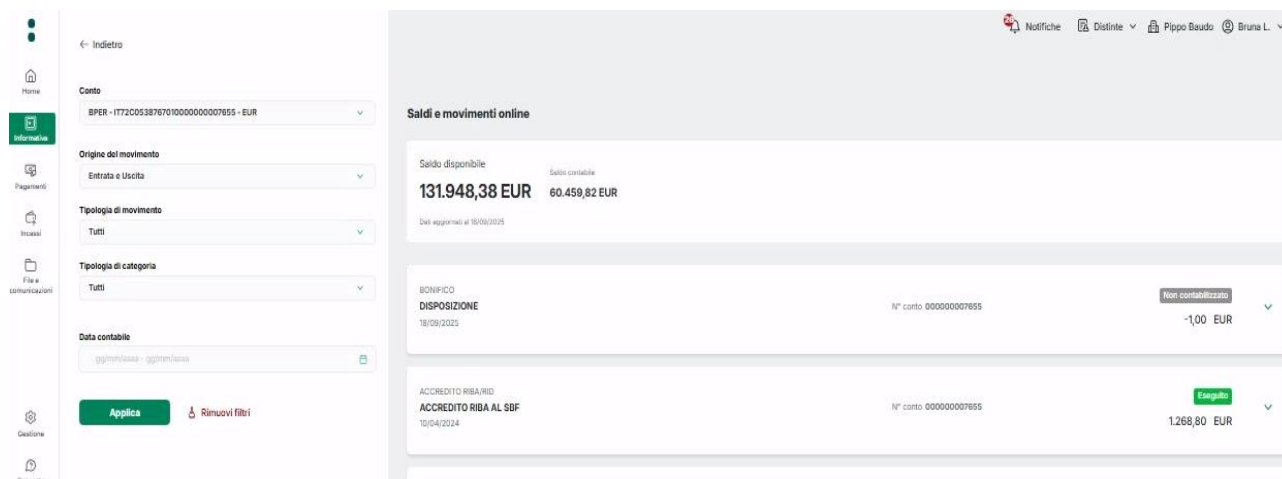 26
Notifiche
Distinte
Pippo Baudo
Bruna L.
Indietro
Home
Informativa
Pagamenti
Incassi
File e
comunicazioni
Gestione
Conto
BPER - IT72C0538767010000000007655 - EUR
Origine del movimento
Entrata e Uscita
Tipologia di movimento
Tutti
Tipologia di categoria
Tutti
Data contabile
gg/mm/aaaa - gg/mm/aaaa
Applica
Rimuovi filtri
Saldi e movimenti online
Saldo disponibile
Saldo contabile
131.948,38 EUR
60.459,82 EUR
Dati aggiornati al 18/09/2025
BONIFICO
DISPOSIZIONE
18/09/2025
N° conto 000000007655
Non contabilizzato
-1,00 EUR
ACCREDITO RIBA/RID
ACCREDITO RIBA AL SBF
10/04/2024
N° conto 000000007655
Eseguito
1.268,80 EUR